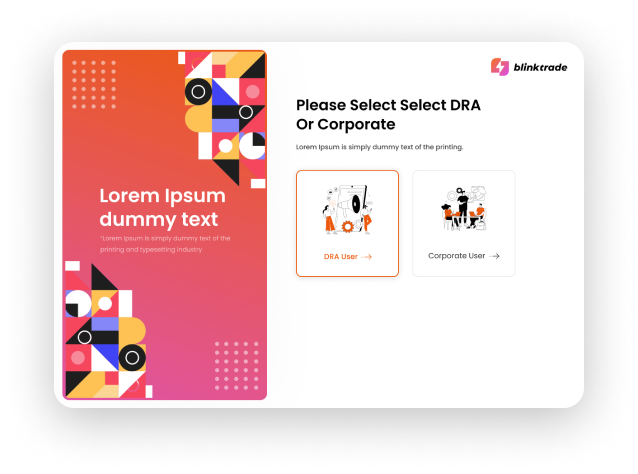 blinktrade
Please Select Select DRA
Or Corporate
Lorem Ipsum is simply dummy text of the printing.
Lorem Ipsum
dummy text
"Lorem Ipsum is simply dummy text of the
printing and typesetting industry
DRA User
Corporate User